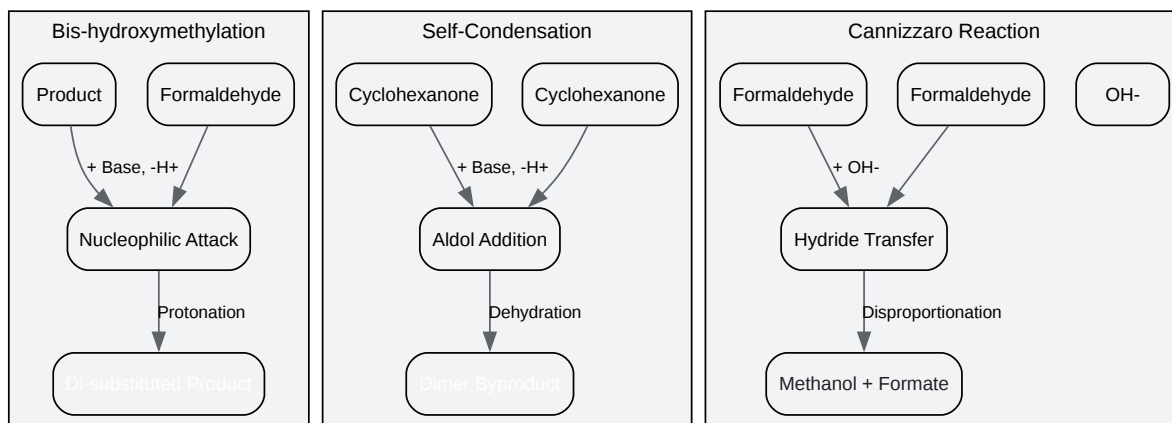 Bis-hydroxymethylation
Product
Formaldehyde
+ Base, -H+
Nucleophilic Attack
Protonation
Di-substituted Product
Self-Condensation
Cyclohexanone
Cyclohexanone
+ Base, -H+
Aldol Addition
Dehydration
Dimer Byproduct
Cannizzaro Reaction
Formaldehyde
Formaldehyde
OH-
+ OH-
Hydride Transfer
Disproportionation
Methanol + Formate